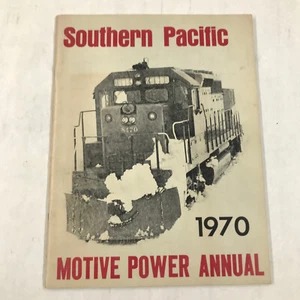 Southern Pacific
1970
MOTIVE POWER ANNUAL